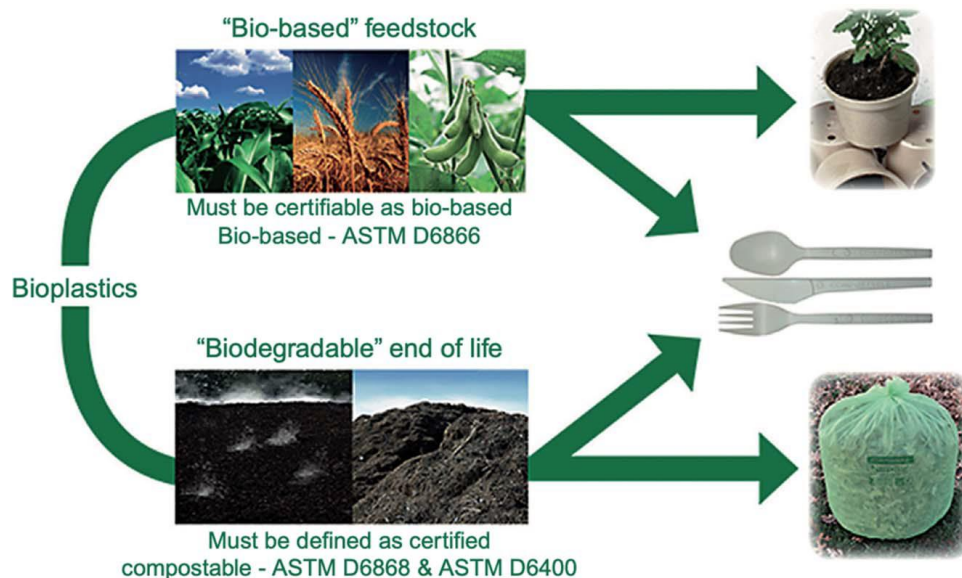 “Bio-based” feedstock
Must be certifiable as bio-based
Bio-based - ASTM D6866
Bioplastics
“Biodegradable” end of life
Must be defined as certified
compostable - ASTM D6868 & ASTM D6400